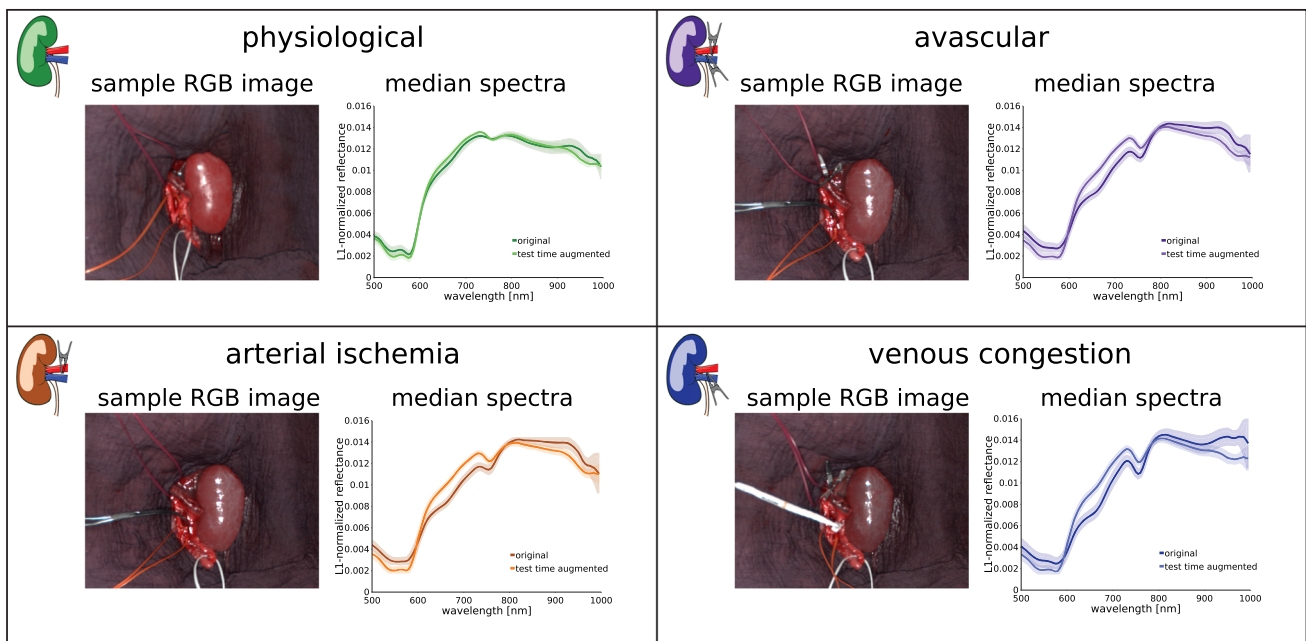 physiological
sample RGB image
median spectra
0.016
0.014
0.012
0.01
0.008
0.006
0.004
0.002
0
L1-normalized reflectance
original
test time augmented
500 600 700 800 900 1000
wavelength [nm]
avascular
sample RGB image
median spectra
0.016
0.014
0.012
0.01
0.008
0.006
0.004
0.002
0
L1-normalized reflectance
original
test time augmented
500 600 700 800 900 1000
wavelength [nm]
arterial ischemia
sample RGB image
median spectra
0.016
0.014
0.012
0.01
0.008
0.006
0.004
0.002
0
L1-normalized reflectance
original
test time augmented
500 600 700 800 900 1000
wavelength [nm]
venous congestion
sample RGB image
median spectra
0.016
0.014
0.012
0.01
0.008
0.006
0.004
0.002
0
L1-normalized reflectance
original
test time augmented
500 600 700 800 900 1000
wavelength [nm]